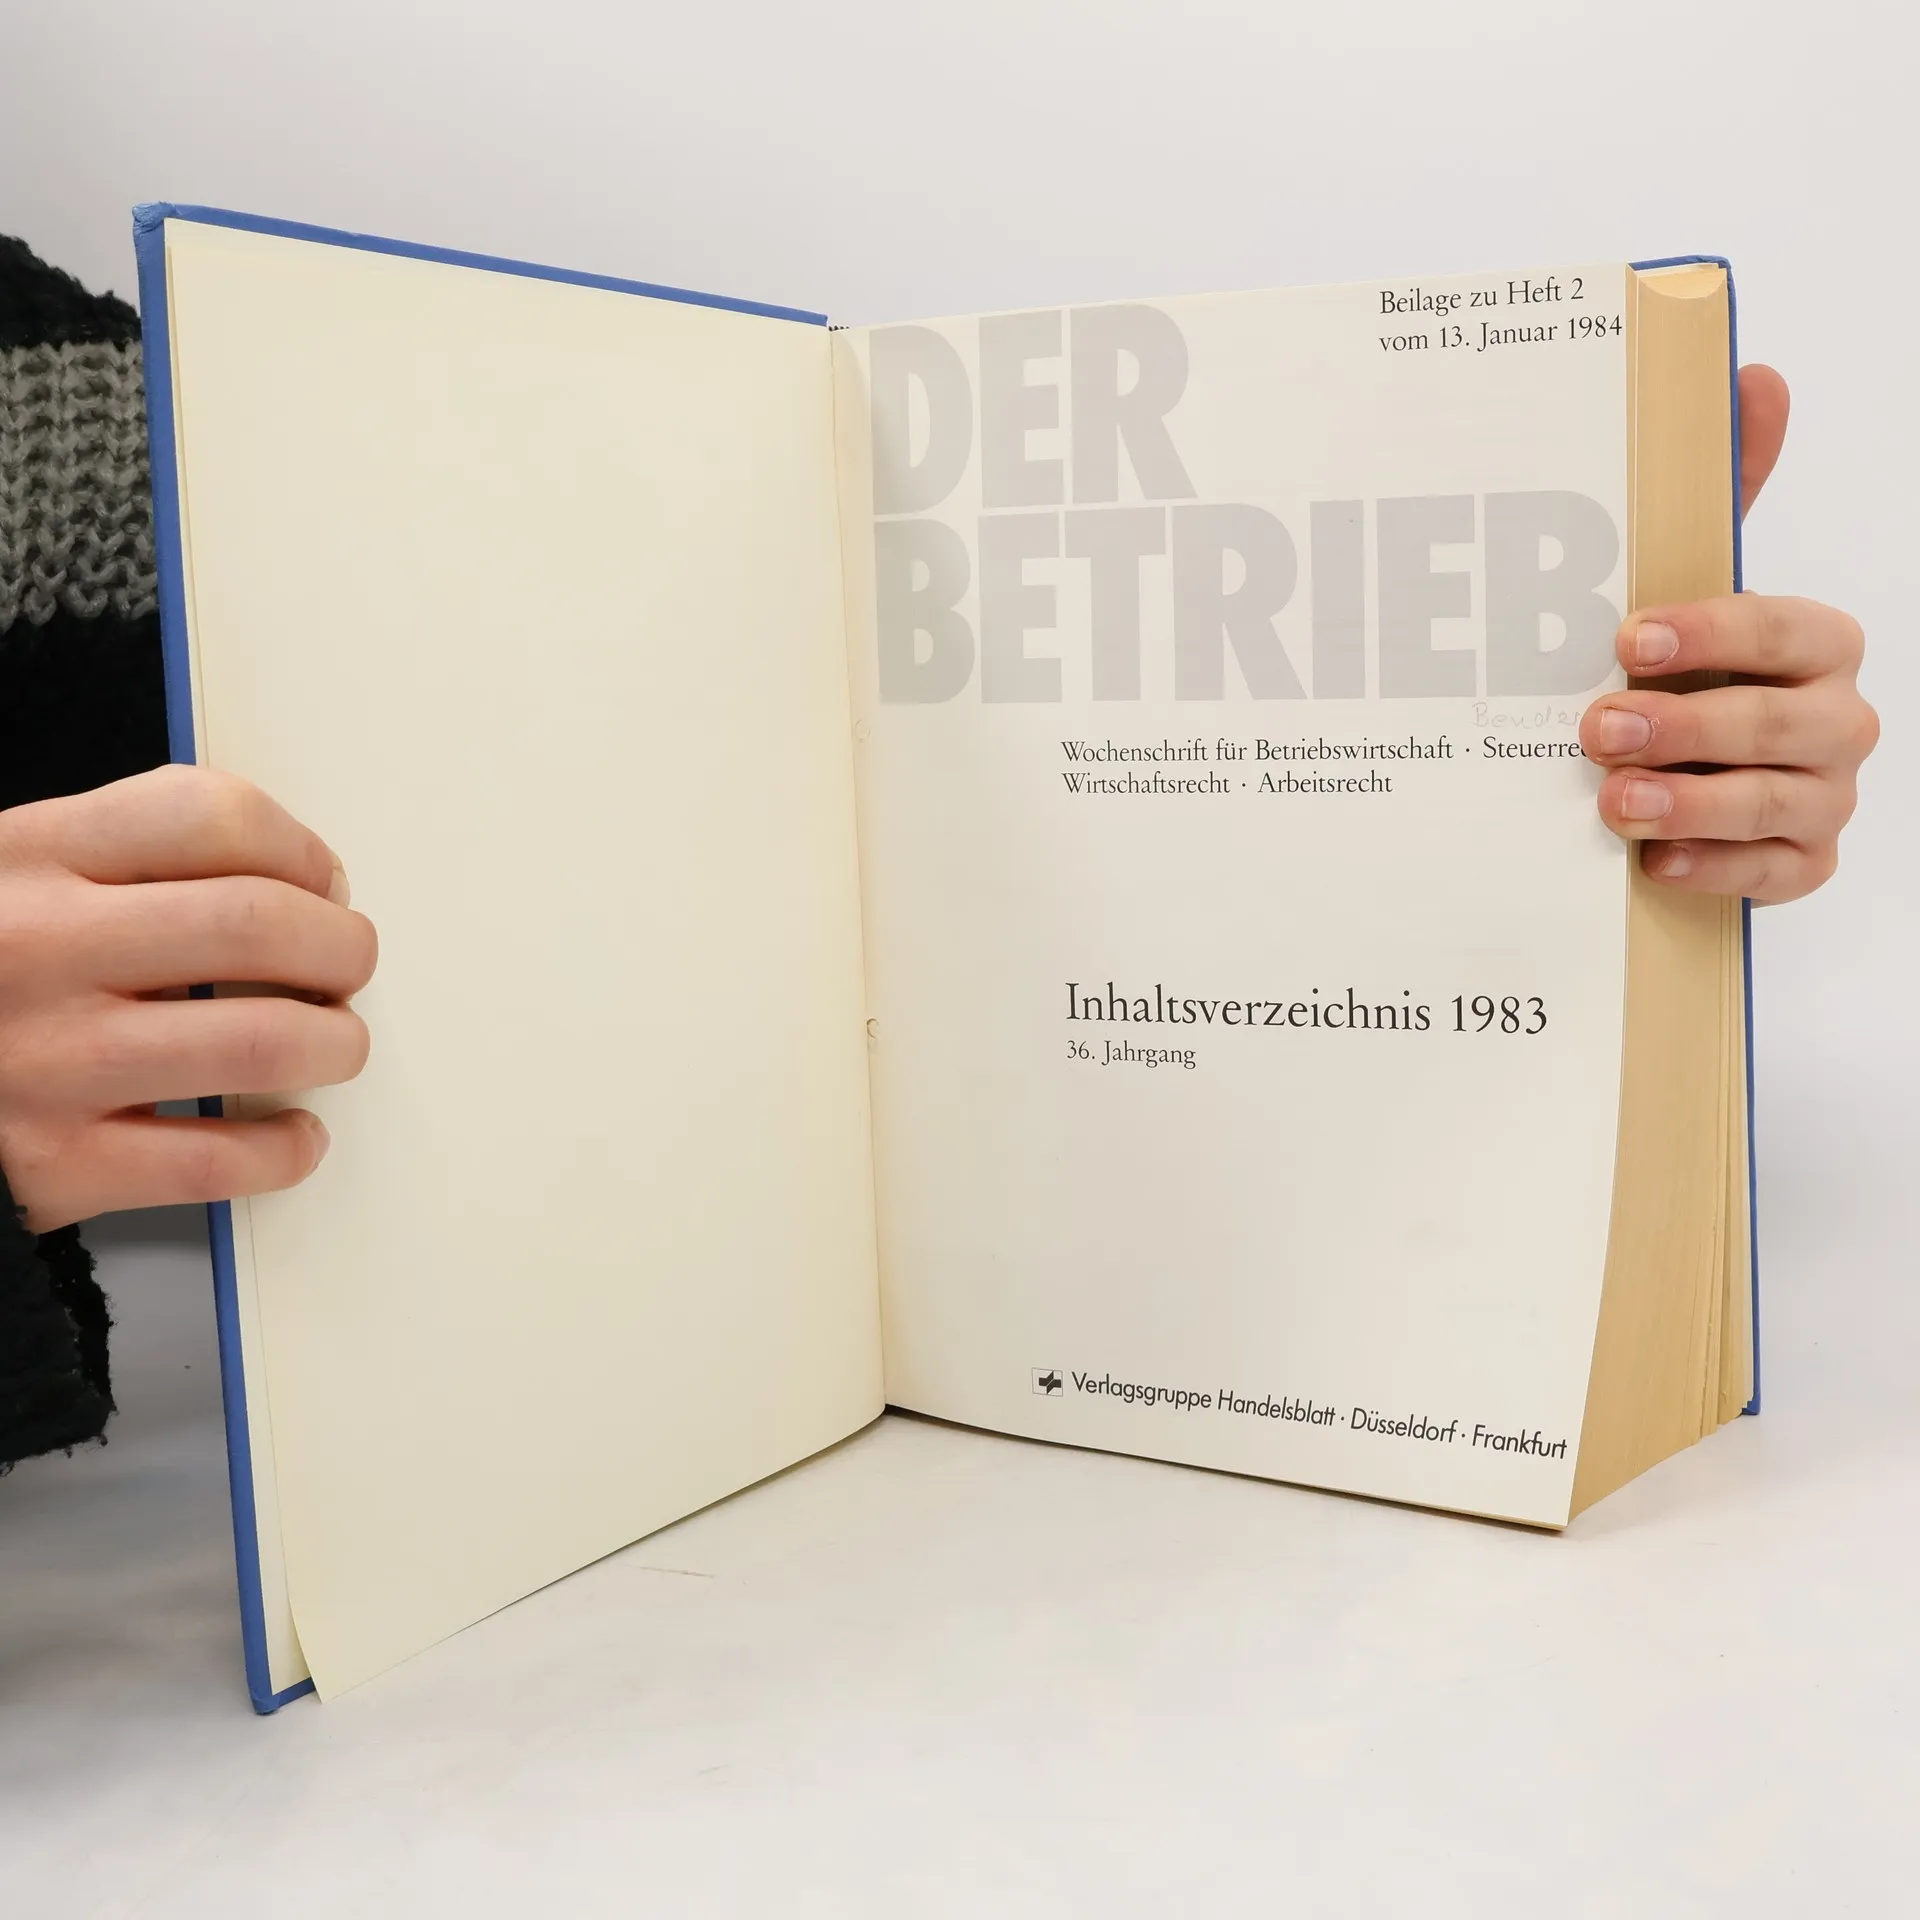 Beilage zu Heft 2
vom 13. Januar 1984
DER
BETRIEB
Wochenschrift für Betriebswirtschaft ·
Wirtschaftsrecht · Arbeitsrecht
Inhaltsverzeichnis 1983
36. Jahrgang
Verlagsgruppe Handelsblatt · Düsseldorf · Frankfurt